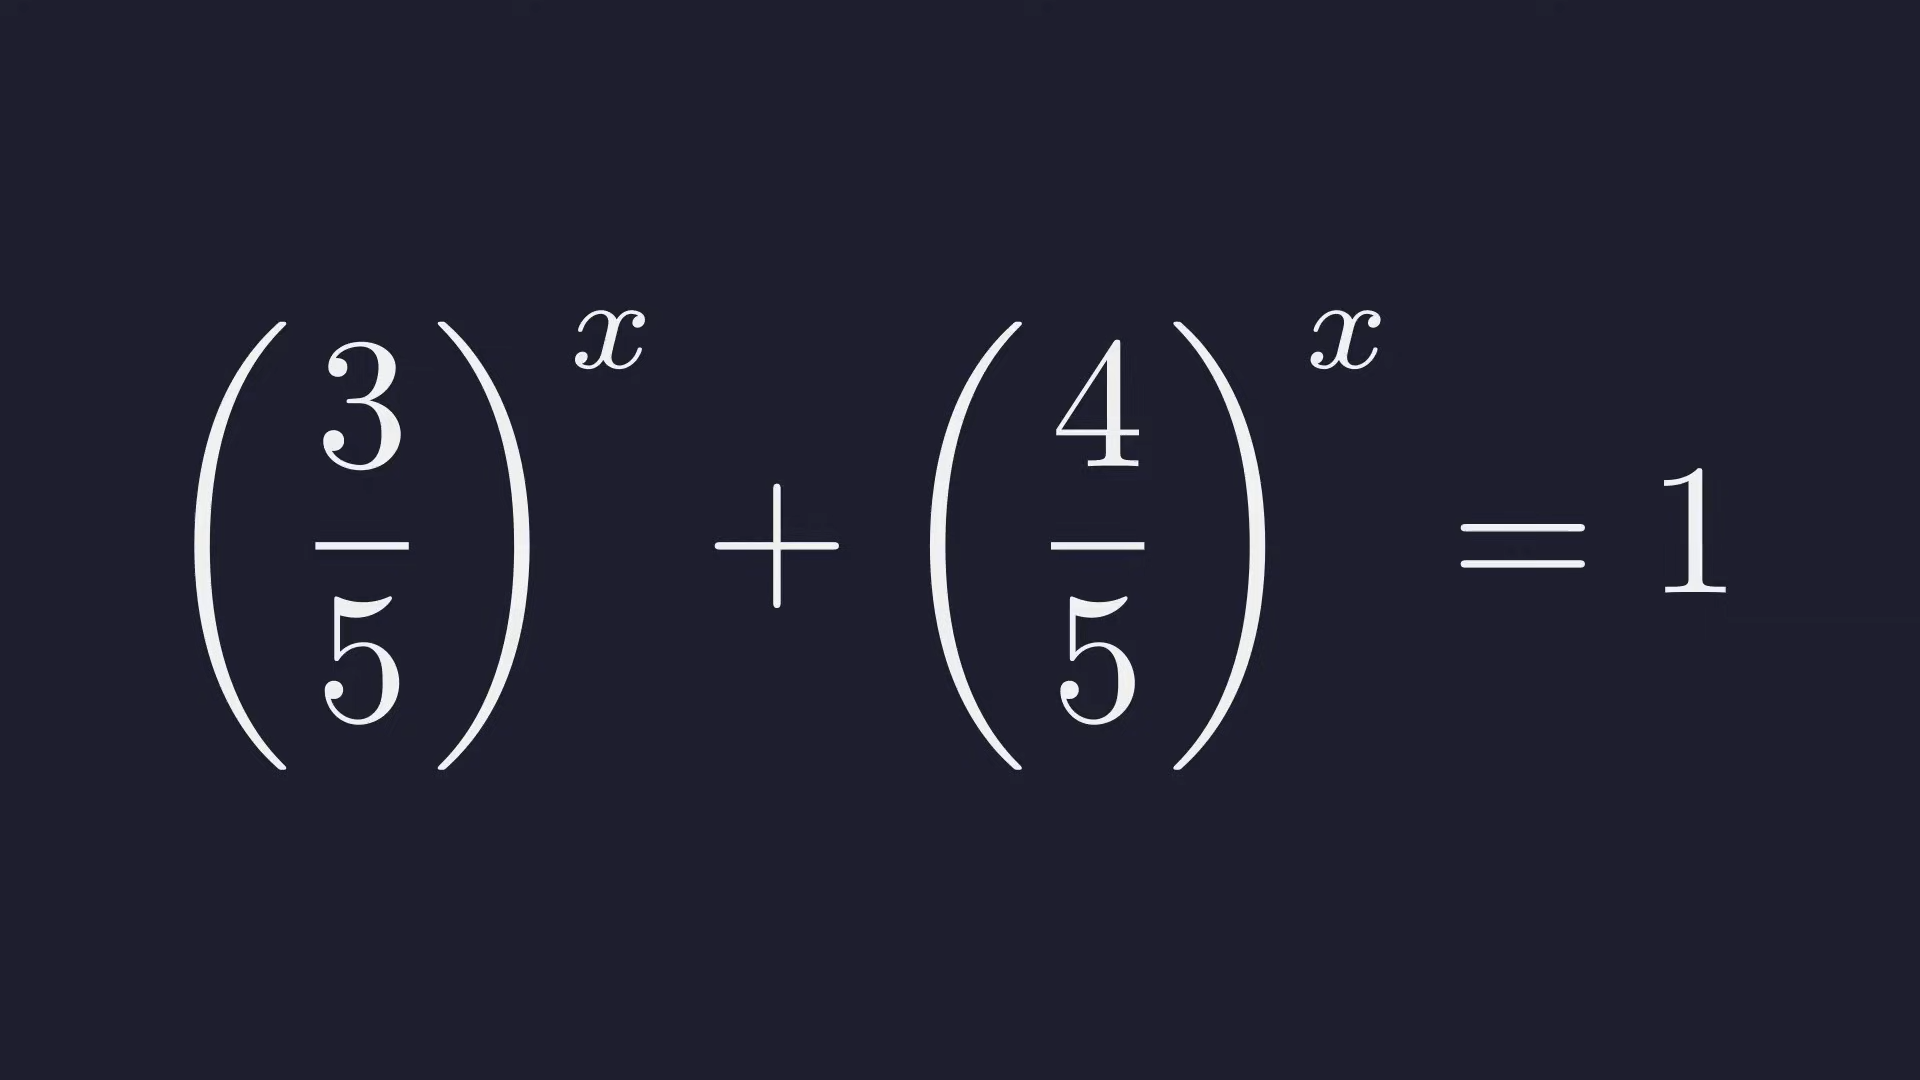 (3/5)^x + (4/5)^x = 1